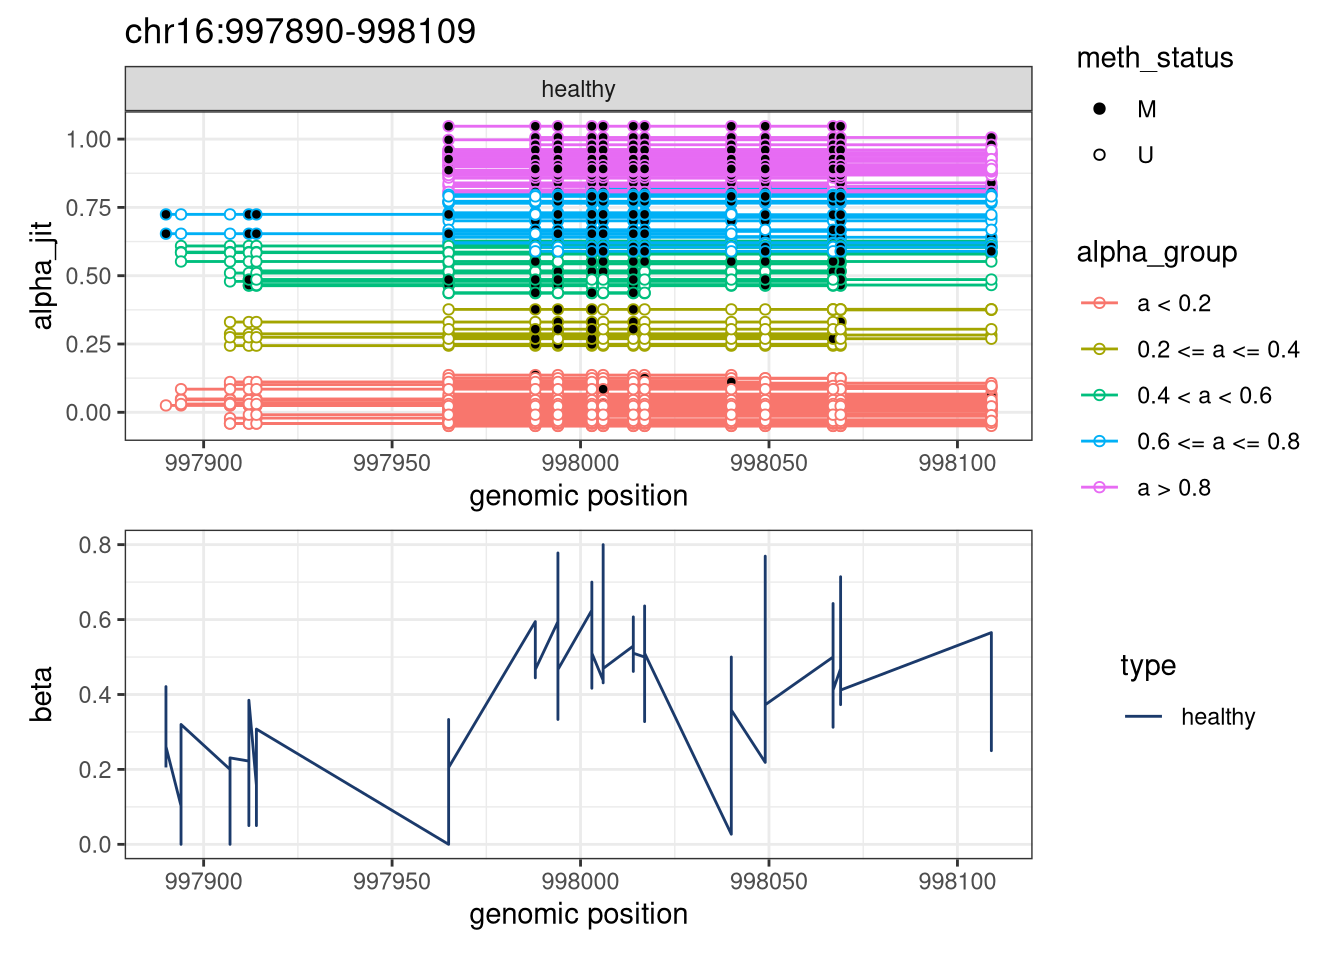 chr16:997890-998109
healthy
1.00
0.75
0.50
0.25
0.00
alpha_jit
997900 997950 998000 998050 998100
genomic position
meth_status
M
U
alpha_group
a < 0.2
0.2 <= a <= 0.4
0.4 < a < 0.6
0.6 <= a <= 0.8
a > 0.8
0.8
0.6
0.4
0.2
0.0
beta
997900 997950 998000 998050 998100
genomic position
type
healthy